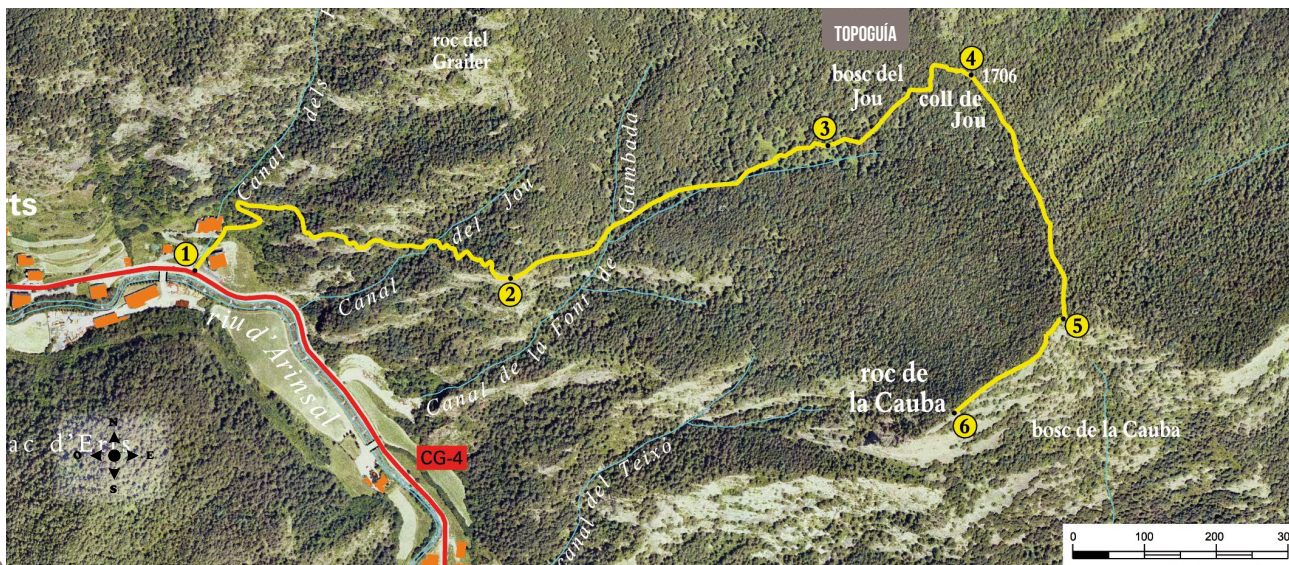 TOPOGUÍA
roc del
Grailer
bosc del
Jou
4
1706
coll de
Jou
3
Canal dels
Canal del Jou
Canal de la Font de Gambada
rts
1
2
5
riu d'Arinsal
roc de
la Cauba
6
bosc de la Cauba
N
O E
S
CG-4
canal del Teixó
0 100 200